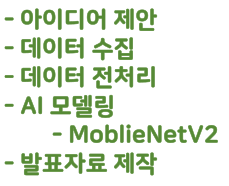 - 아이디어 제안
- 데이터 수집
- 데이터 전처리
- AI 모델링
- MoblieNetV2
- 발표자료 제작